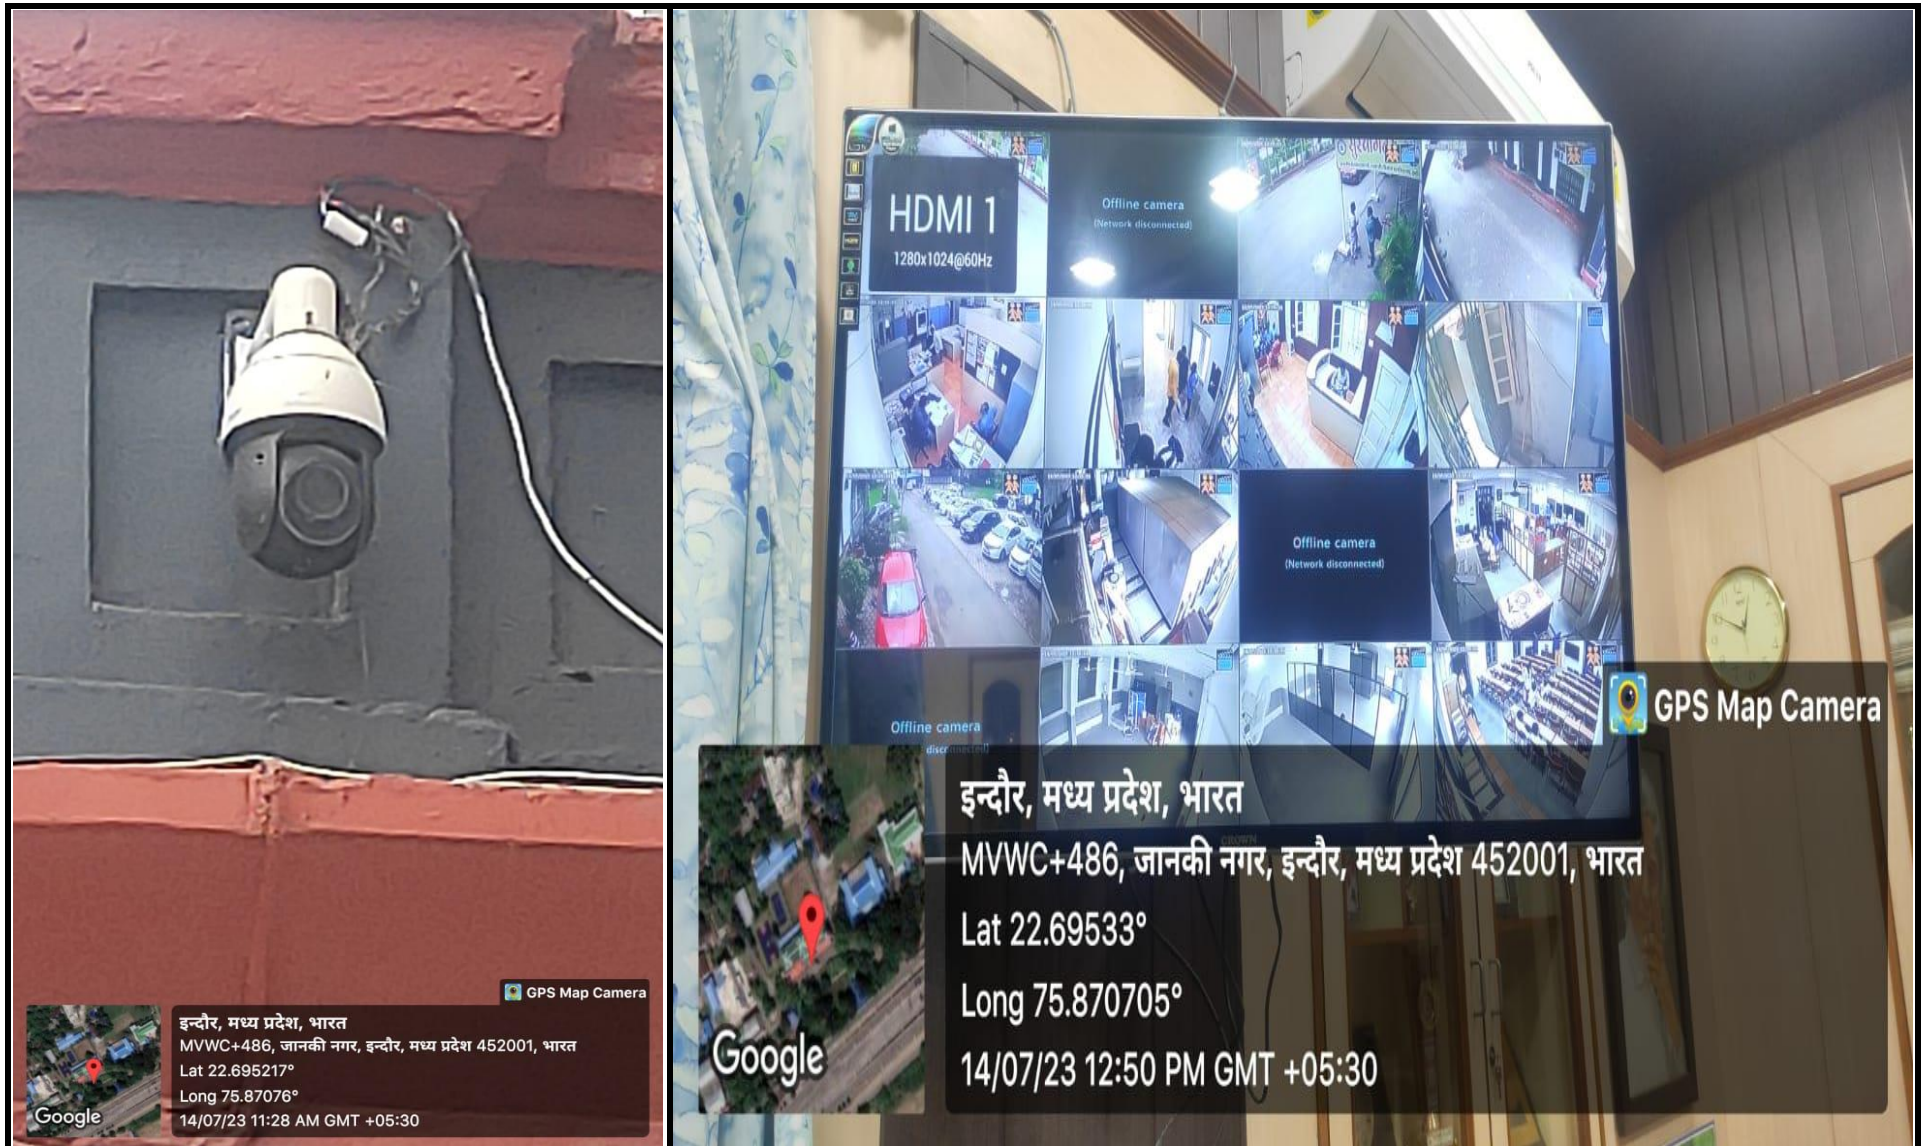 GPS Map Camera
इन्दौर, मध्य प्रदेश, भारत
MVWC+486, जानकी नगर, इन्दौर, मध्य प्रदेश 452001, भारत
Lat 22.695217°
Long 75.87076°
14/07/23 11:28 AM GMT +05:30
Google
HDMI 1
1280x1024@60Hz
Offline camera
(Network disconnected)
Offline camera
(Network disconnected)
Offline camera
disconnected)
CROWN
GPS Map Camera
इन्दौर, मध्य प्रदेश, भारत
MVWC+486, जानकी नगर, इन्दौर, मध्य प्रदेश 452001, भारत
Lat 22.69533°
Long 75.870705°
14/07/23 12:50 PM GMT +05:30
Google